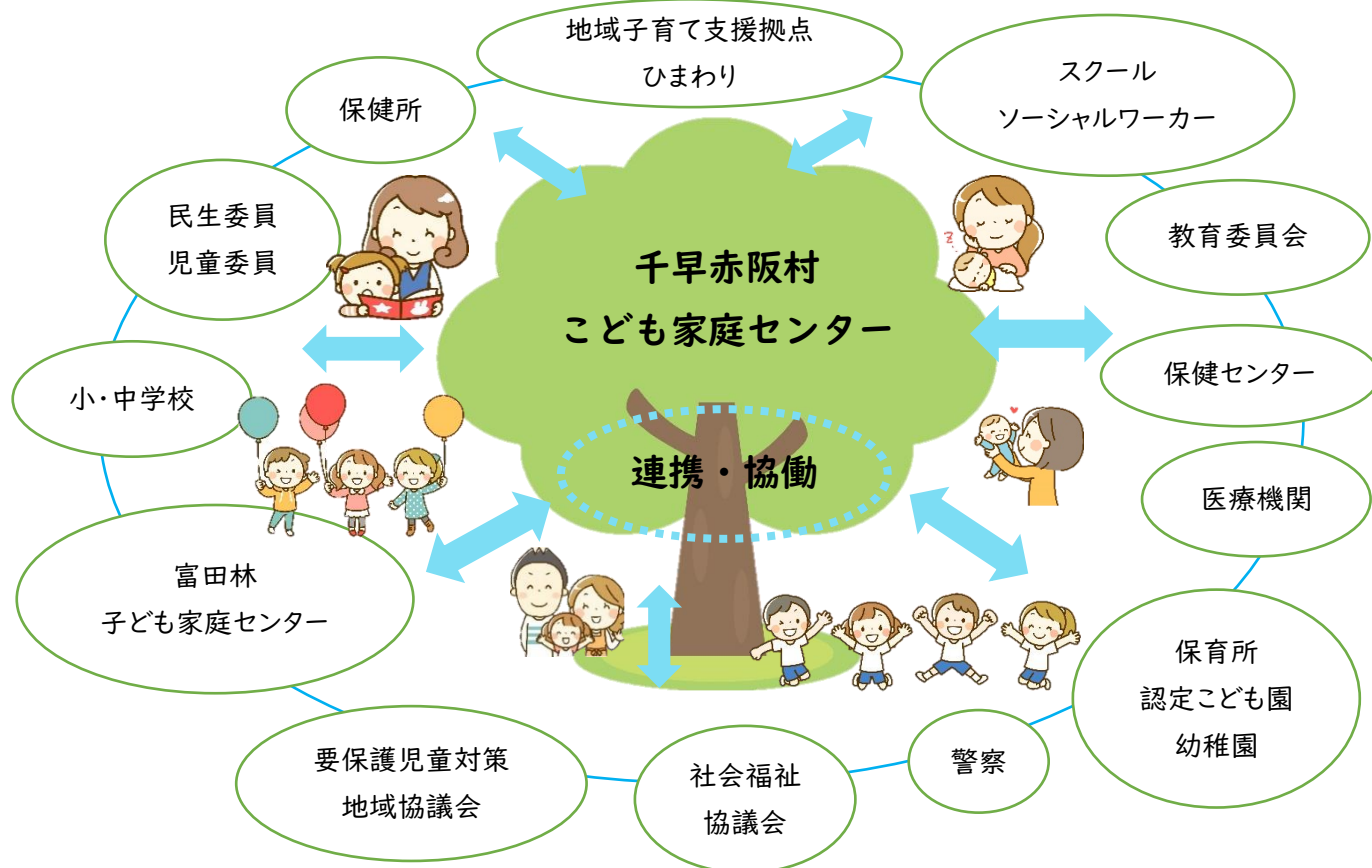 地域子育て支援拠点
ひまわり
スクール
ソーシャルワーカー
保健所
民生委員
児童委員
教育委員会
千早赤阪村
こども家庭センター
保健センター
小・中学校
連携・協働
医療機関
富田林
子ども家庭センター
保育所
認定こども園
幼稚園
要保護児童対策
地域協議会
社会福祉
協議会
警察